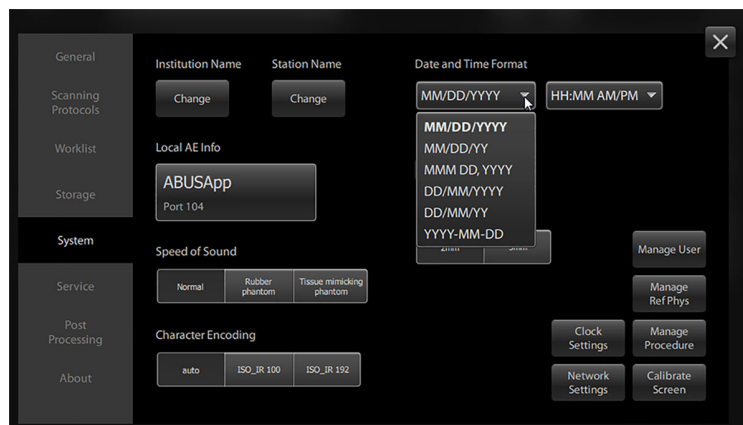 General
Scanning
Protocols
Worklist
Storage
System
Service
Post
Processing
About
Institution Name
Station Name
Change
Change
Local AE Info
ABUSApp
Port 104
Speed of Sound
Normal
Rubber
phantom
Tissue mimicking
phantom
Character Encoding
auto
ISO_IR 100
ISO_IR 192
Date and Time Format
MM/DD/YYYY
HH:MM AM/PM
MM/DD/YYYY
MM/DD/YY
MMM DD, YYYY
DD/MM/YYYY
DD/MM/YY
YYYY-MM-DD
Manage User
Manage
Ref Phys
Clock
Settings
Manage
Procedure
Network
Settings
Calibrate
Screen